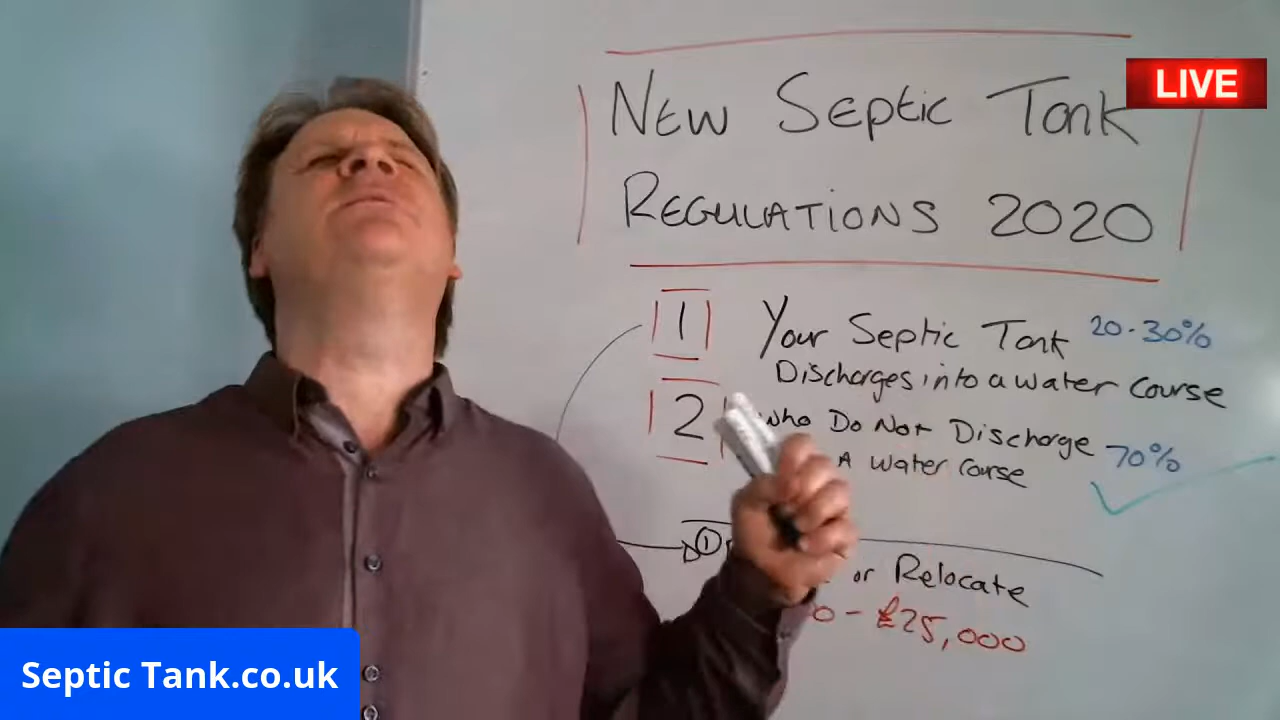 LIVE
NEW SEPTIC TANK
REGULATIONS 2020
1
Your Septic Tank 20-30%
Discharges into a water course
2
who Do Not Discharge 70%
A water course
1
or Relocate
0 - £25,000
Septic Tank.co.uk